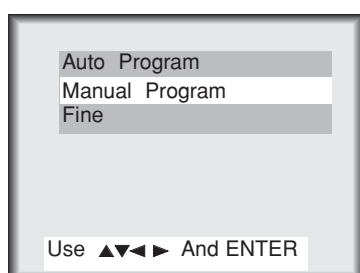 Auto Program
Manual Program
Fine
Use ▲▼◄ ► And ENTER